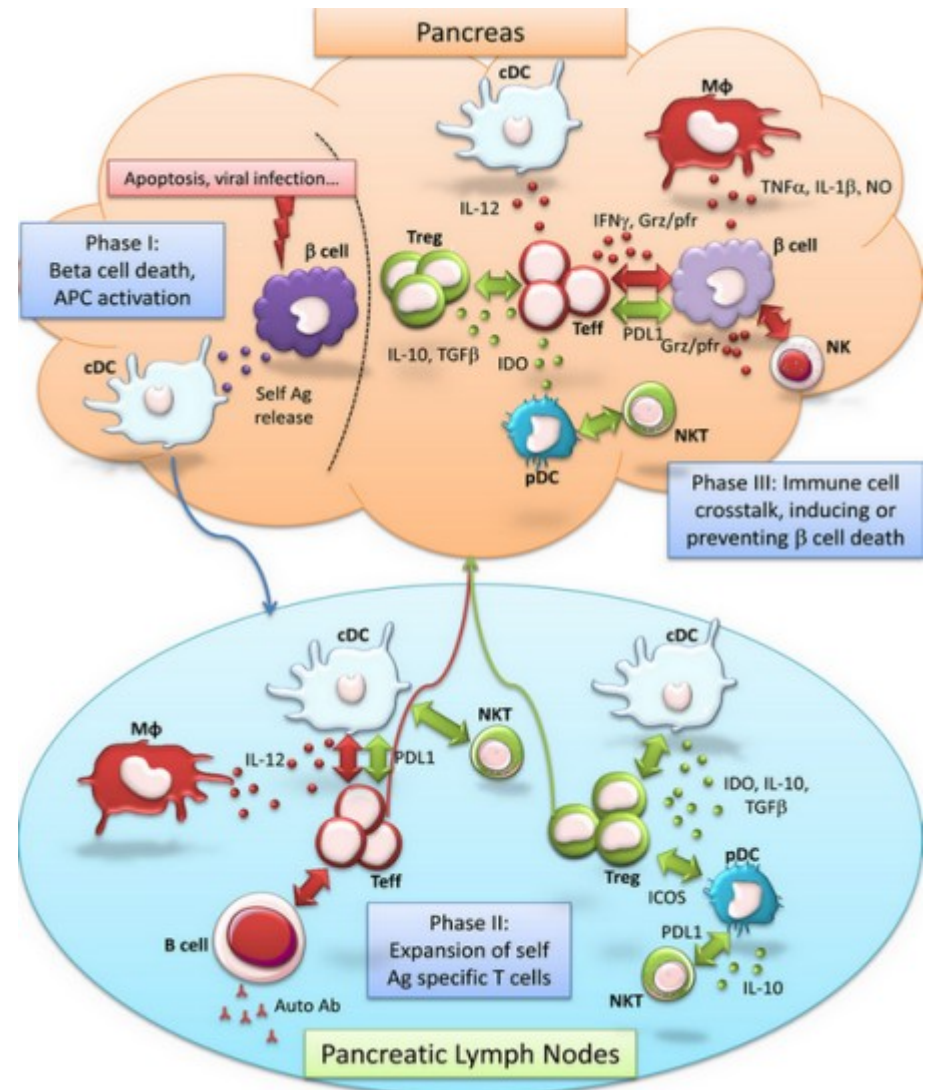 Pancreas
cDC
Mϕ
Apoptosis, viral infection…
IL-12
TNFα, IL-1β, NO
IFNγ, Grz/pfr
Phase I:
Beta cell death,
APC activation
β cell
Treg
β cell
Teff
PDL1
Grz/pfr
NK
IL-10, TGFβ
IDO
cDC
Self Ag
release
NKT
pDC
Phase III: Immune cell
crosstalk, inducing or
preventing β cell death
cDC
cDC
NKT
Mϕ
IL-12
PDL1
IDO, IL-10,
TGFβ
Teff
Treg
pDC
ICOS
B cell
Phase II:
Expansion of self
Ag specific T cells
PDL1
NKT
IL-10
Auto Ab
Pancreatic Lymph Nodes